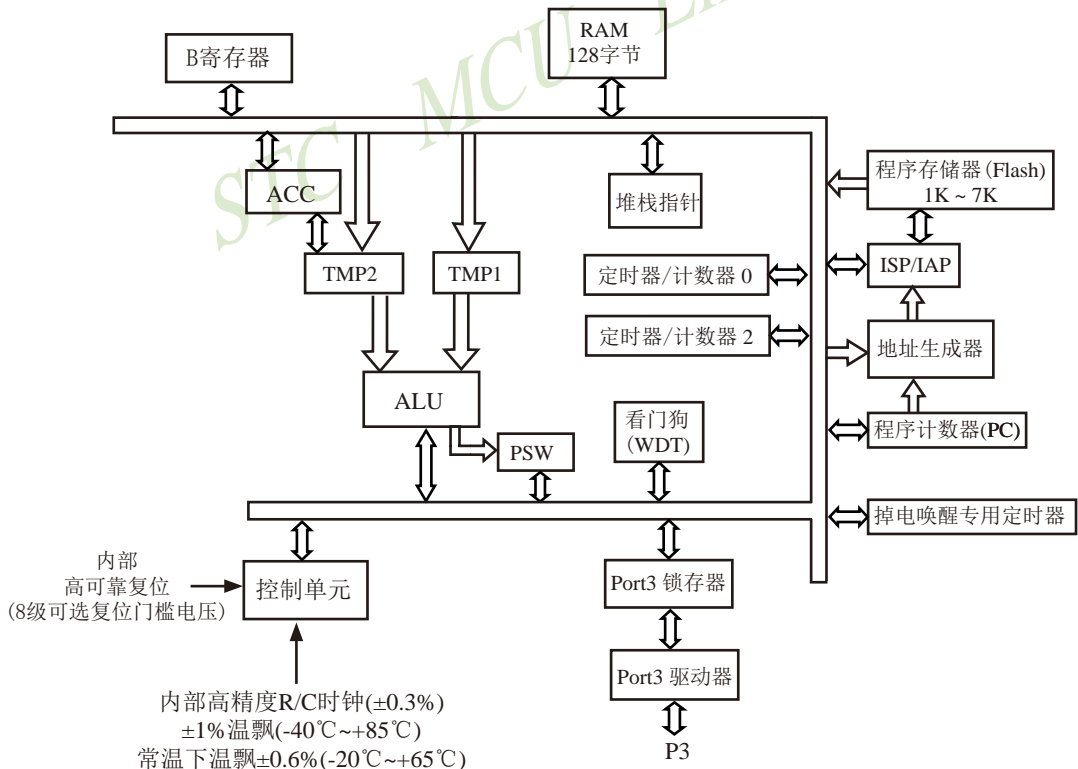 STC MCU
B寄存器
RAM
128字节
ACC
堆栈指针
程序存储器(Flash)
1K ~ 7K
TMP2
TMP1
定时器/计数器 0
ISP/IAP
定时器/计数器 2
地址生成器
ALU
看门狗
(WDT)
PSW
程序计数器(PC)
掉电唤醒专用定时器
内部
高可靠复位
(8级可选复位门槛电压)
控制单元
Port3 锁存器
内部高精度R/C时钟(±0.3%)
±1%温飘(-40℃~+85℃)
常温下温飘±0.6%(-20℃~+65℃)
Port3 驱动器
P3